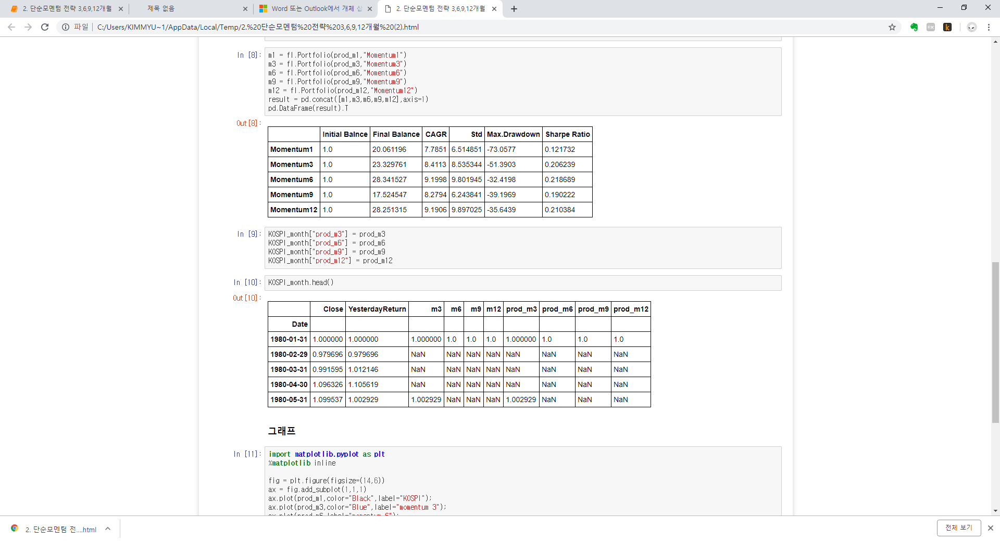 2. 단순모멘텀 전략 3,6,9,12개월
제목 없음
Word 또는 Outlook에서 개체 삽
2. 단순모멘텀 전략 3,6,9,12개월
파일 C:/Users/KIMMYU~1/AppData/Local/Temp/2.%20단순모멘텀%20전략%203,6,9,12개월%20(2).html
In [8]:
m1 = fl.Portfolio(prod_m1,"Momentum1")
m3 = fl.Portfolio(prod_m3,"Momentum3")
m6 = fl.Portfolio(prod_m6,"Momentum6")
m9 = fl.Portfolio(prod_m9,"Momentum9")
m12 = fl.Portfolio(prod_m12,"Momentum12")
result = pd.concat([m1,m3,m6,m9,m12],axis=1)
pd.DataFrame(result).T
Out[8]:
Initial Balnce Final Balance CAGR Std Max.Drawdown Sharpe Ratio
Momentum1 1.0 20.061196 7.7851 6.514851 -73.0577 0.121732
Momentum3 1.0 23.329761 8.4113 8.535344 -51.3903 0.206239
Momentum6 1.0 28.341527 9.1998 9.801945 -32.4198 0.218689
Momentum9 1.0 17.524547 8.2794 6.243841 -39.1969 0.190222
Momentum12 1.0 28.251315 9.1906 9.897025 -35.6439 0.210384
In [9]:
KOSPI_month["prod_m3"] = prod_m3
KOSPI_month["prod_m6"] = prod_m6
KOSPI_month["prod_m9"] = prod_m9
KOSPI_month["prod_m12"] = prod_m12
In [10]: KOSPI_month.head()
Out[10]:
Close YesterdayReturn m3 m6 m9 m12 prod_m3 prod_m6 prod_m9 prod_m12
Date
1980-01-31 1.000000 1.000000 1.000000 1.0 1.0 1.0 1.000000 1.0 1.0 1.0
1980-02-29 0.979696 0.979696 NaN NaN NaN NaN NaN NaN NaN NaN
1980-03-31 0.991595 1.012146 NaN NaN NaN NaN NaN NaN NaN NaN
1980-04-30 1.096326 1.105619 NaN NaN NaN NaN NaN NaN NaN NaN
1980-05-31 1.099537 1.002929 1.002929 NaN NaN NaN 1.002929 NaN NaN NaN
그래프
In [11]:
import matplotlib.pyplot as plt
%matplotlib inline
fig = plt.figure(figsize=(14,6))
ax = fig.add_subplot(1,1,1)
ax.plot(prod_m1,color="Black",label="KOSPI");
ax.plot(prod_m3,color="Blue",label="momentum 3");
ax.plot(prod_m6,label="momentum 6");
2. 단순모멘텀 전....html
전체 보기